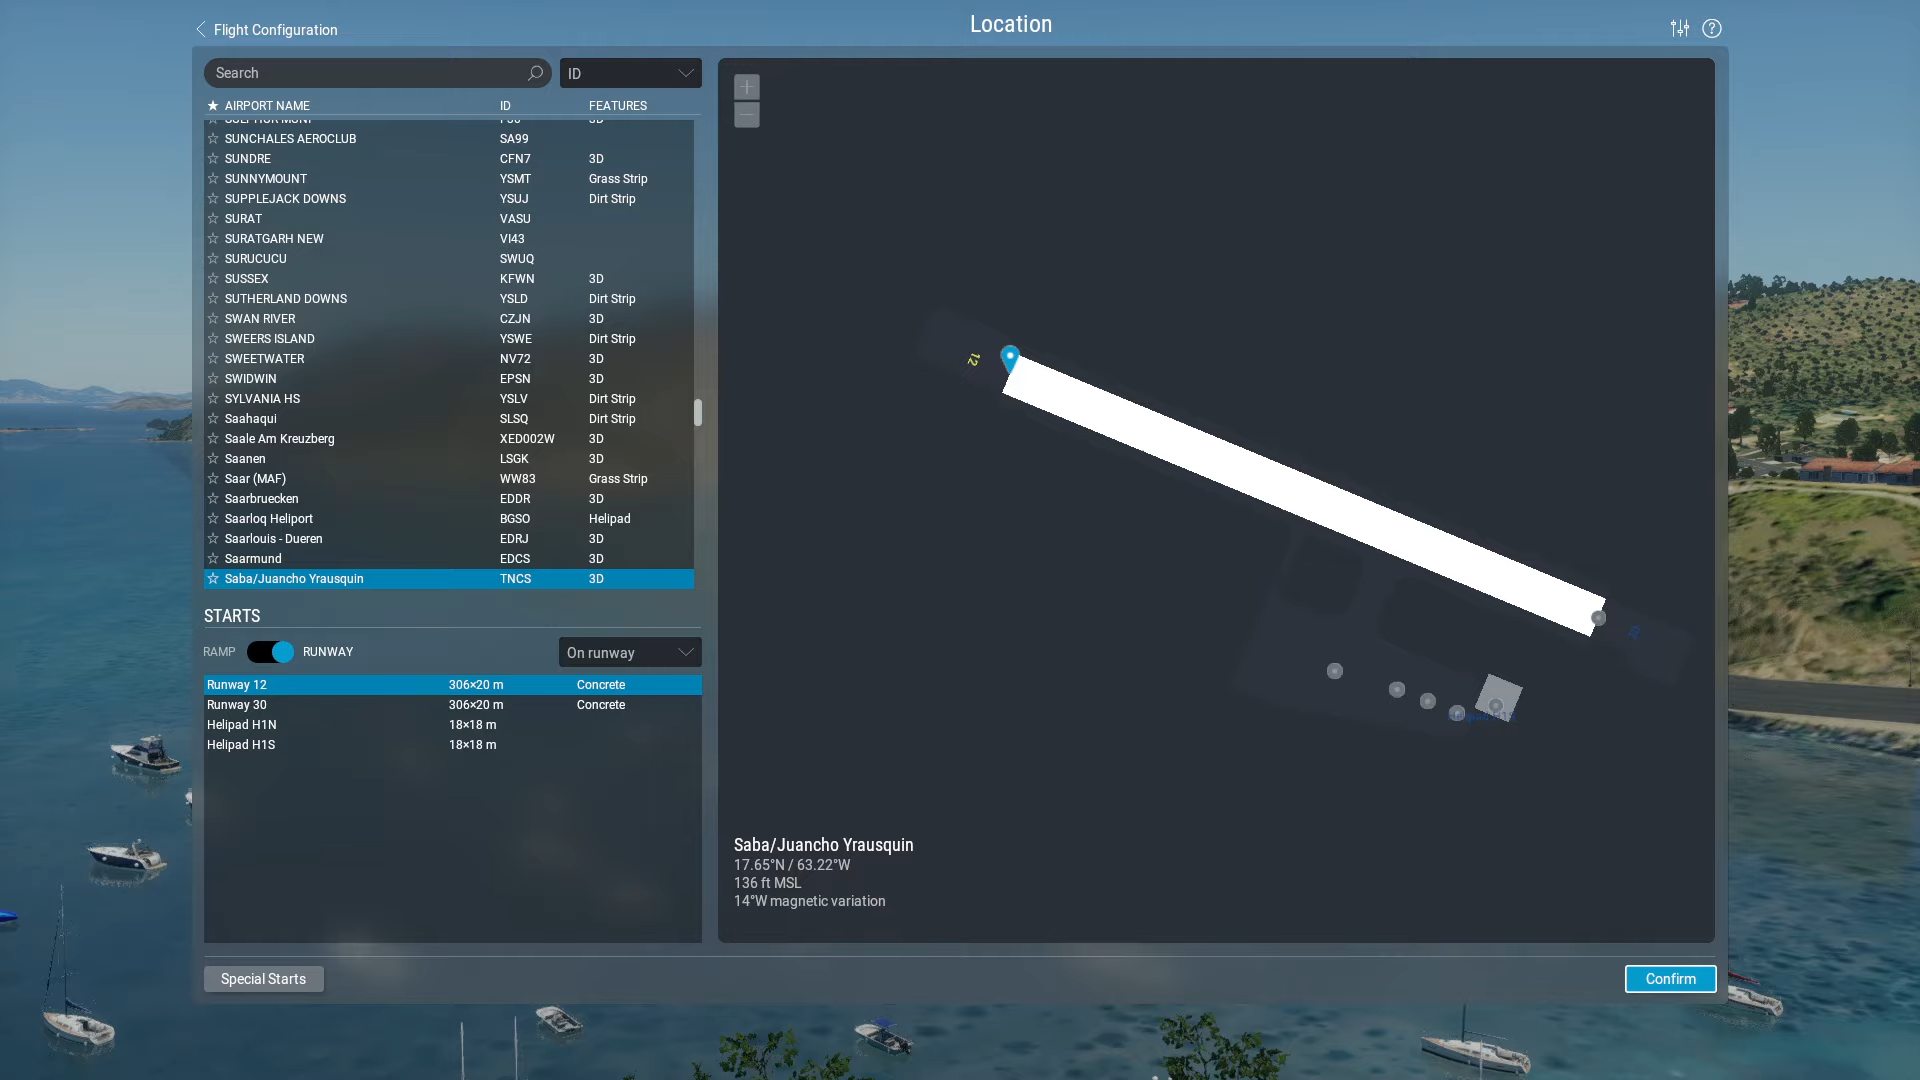 Flight Configuration
Location
Search
ID
AIRPORT NAME ID FEATURES
SUNCHALES AEROCLUB SA99
SUNDRE CFN7 3D
SUNNYMOUNT YSMT Grass Strip
SUPPLEJACK DOWNS YSUJ Dirt Strip
SURAT VASU
SURATGARH NEW VI43
SURUCUCU SWUQ
SUSSEX KFWN 3D
SUTHERLAND DOWNS YSLD Dirt Strip
SWAN RIVER CZJN 3D
SWEERS ISLAND YSWE Dirt Strip
SWEETWATER NV72 3D
SWIDWIN EPSN 3D
SYLVANIA HS YSLV Dirt Strip
Saahaqui SLSQ Dirt Strip
Saale Am Kreuzberg XED002W 3D
Saanen LSGK 3D
Saar (MAF) WW83 Grass Strip
Saarbruecken EDDR 3D
Saarloq Heliport BGSO Helipad
Saarlouis - Dueren EDRJ 3D
Saarmund EDCS 3D
Saba/Juancho Yrausquin TNCS 3D
STARTS
RAMP RUNWAY On runway
Runway 12 306×20 m Concrete
Runway 30 306×20 m Concrete
Helipad H1N 18×18 m
Helipad H1S 18×18 m
Special Starts
12
Saba/Juancho Yrausquin
17.65°N / 63.22°W
136 ft MSL
14°W magnetic variation
Confirm